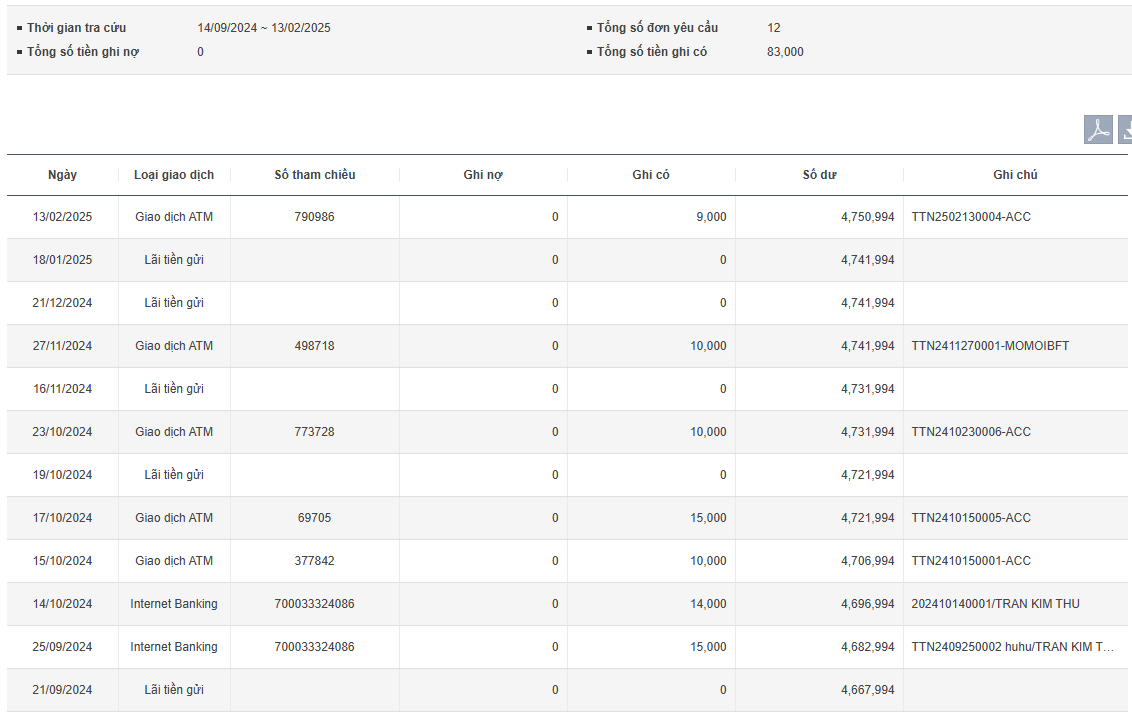 Thời gian tra cứu 14/09/2024 ~ 13/02/2025 Tổng số đơn yêu cầu 12
Tổng số tiền ghi nợ 0 Tổng số tiền ghi có 83,000
Ngày Loại giao dịch Số tham chiếu Ghi nợ Ghi có Số dư Ghi chú
13/02/2025 Giao dịch ATM 790986 0 9,000 4,750,994 TTN2502130004-ACC
18/01/2025 Lãi tiền gửi 0 0 4,741,994
21/12/2024 Lãi tiền gửi 0 0 4,741,994
27/11/2024 Giao dịch ATM 498718 0 10,000 4,741,994 TTN2411270001-MOMOIBFT
16/11/2024 Lãi tiền gửi 0 0 4,731,994
23/10/2024 Giao dịch ATM 773728 0 10,000 4,731,994 TTN2410230006-ACC
19/10/2024 Lãi tiền gửi 0 0 4,721,994
17/10/2024 Giao dịch ATM 69705 0 15,000 4,721,994 TTN2410150005-ACC
15/10/2024 Giao dịch ATM 377842 0 10,000 4,706,994 TTN2410150001-ACC
14/10/2024 Internet Banking 700033324086 0 14,000 4,696,994 202410140001/TRAN KIM THU
25/09/2024 Internet Banking 700033324086 0 15,000 4,682,994 TTN2409250002 huhu/TRAN KIM T...
21/09/2024 Lãi tiền gửi 0 0 4,667,994